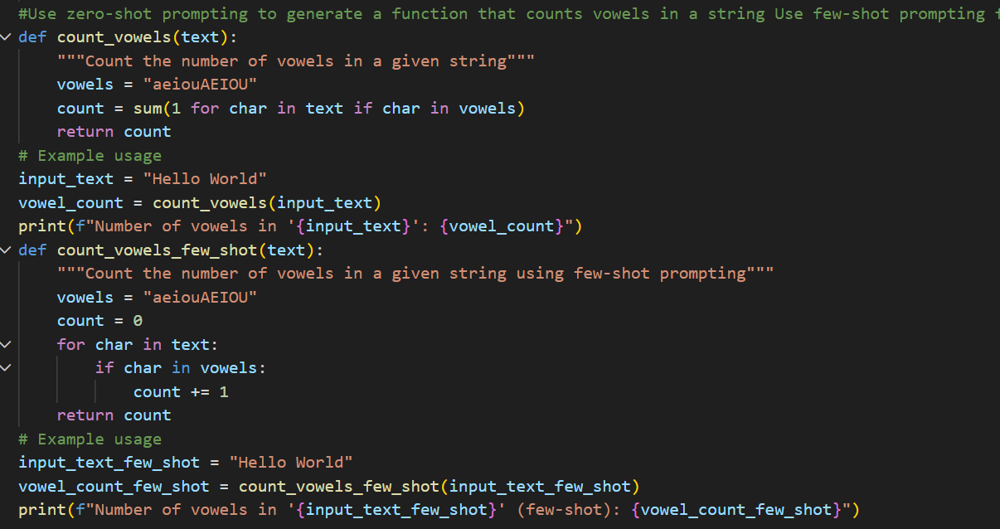 #Use zero-shot prompting to generate a function that counts vowels in a string Use few-shot prompting
def count_vowels(text):
    """Count the number of vowels in a given string"""
    vowels = "aeiouAEIOU"
    count = sum(1 for char in text if char in vowels)
    return count
# Example usage
input_text = "Hello World"
vowel_count = count_vowels(input_text)
print(f"Number of vowels in '{input_text}': {vowel_count}")
def count_vowels_few_shot(text):
    """Count the number of vowels in a given string using few-shot prompting"""
    vowels = "aeiouAEIOU"
    count = 0
    for char in text:
        if char in vowels:
            count += 1
    return count
# Example usage
input_text_few_shot = "Hello World"
vowel_count_few_shot = count_vowels_few_shot(input_text_few_shot)
print(f"Number of vowels in '{input_text_few_shot}' (few-shot): {vowel_count_few_shot}")